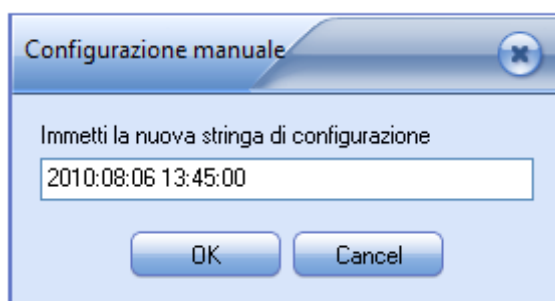 Configurazione manuale
Immetti la nuova stringa di configurazione
2010:08:06 13:45:00
OK
Cancel